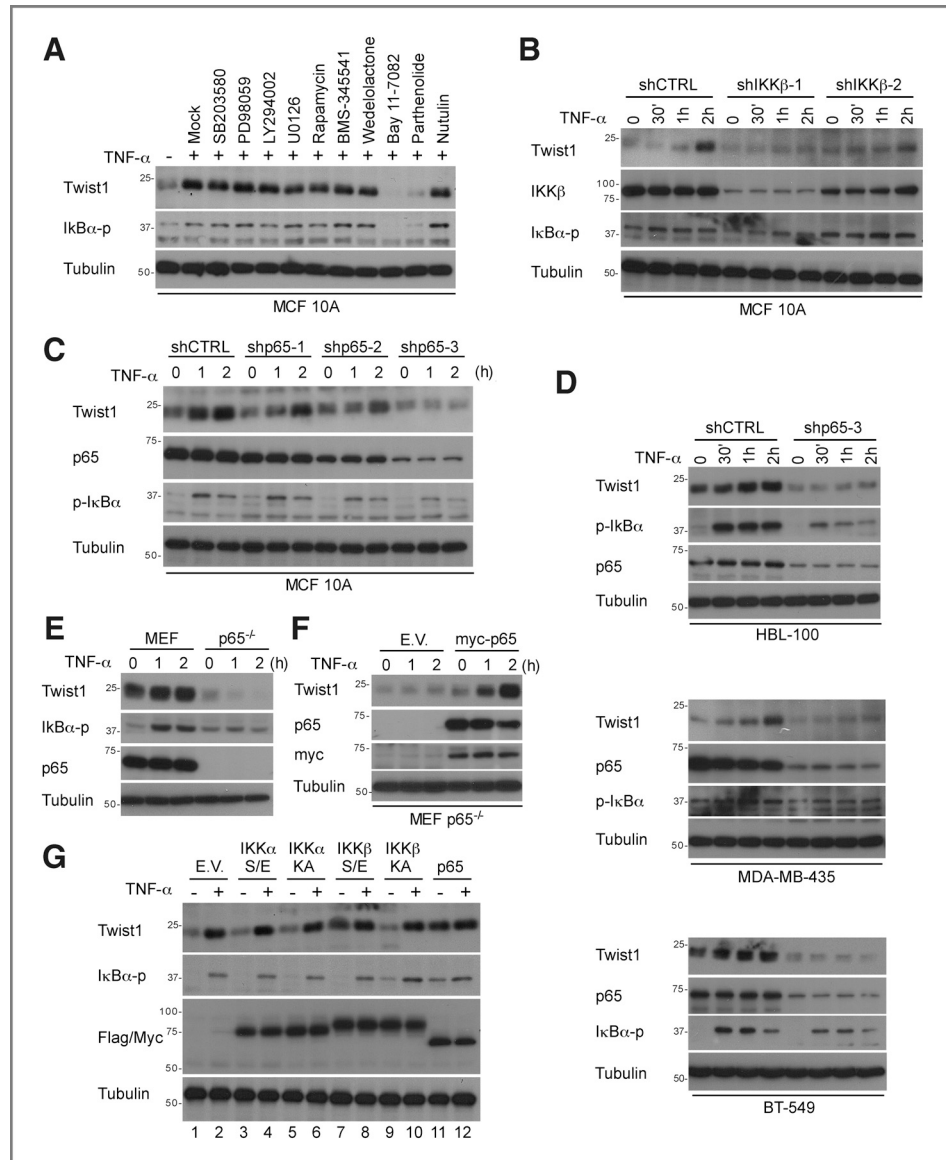 A
Mock
SB203580
PD98059
LY294002
U0126
Rapamycin
BMS-345541
Wedelolactone
Bay 11-7082
Parthenolide
Nutulin
TNF-α - + + + + + + + + + + +
Twist1 25-
IkBα-p 37-
Tubulin 50-
MCF 10A
B
shCTRL shIKKβ-1 shIKKβ-2
TNF-α 0 30' 1h 2h 0 30' 1h 2h 0 30' 1h 2h
Twist1 25-
IKKβ 100- 75-
IκBα-p 37-
Tubulin 50-
MCF 10A
C
shCTRL shp65-1 shp65-2 shp65-3
TNF-α 0 1 2 0 1 2 0 1 2 0 1 2 (h)
Twist1 25-
p65 75-
p-IκBα 37-
Tubulin 50-
MCF 10A
D
shCTRL shp65-3
TNF-α 0 30' 1h 2h 0 30' 1h 2h
Twist1 25-
p-IkBα 37-
p65 75-
Tubulin 50-
HBL-100
Twist1 25-
p65 75-
p-IκBα 37-
Tubulin 50-
MDA-MB-435
Twist1 25-
p65 75-
IκBα-p 37-
Tubulin 50-
BT-549
E
MEF p65-/-
TNF-α 0 1 2 0 1 2 (h)
Twist1 25-
IkBα-p 37-
p65 75-
Tubulin 50-
F
E.V. myc-p65
TNF-α 0 1 2 0 1 2 (h)
Twist1 25-
p65 75-
myc 75-
Tubulin 50-
MEF p65-/-
G
E.V. IKKα S/E IKKα KA IKKβ S/E IKKβ KA p65
TNF-α - + - + - + - + - + - +
Twist1 25-
IκBα-p 37-
Flag/Myc 100- 75- 50-
Tubulin 50-
1 2 3 4 5 6 7 8 9 10 11 12